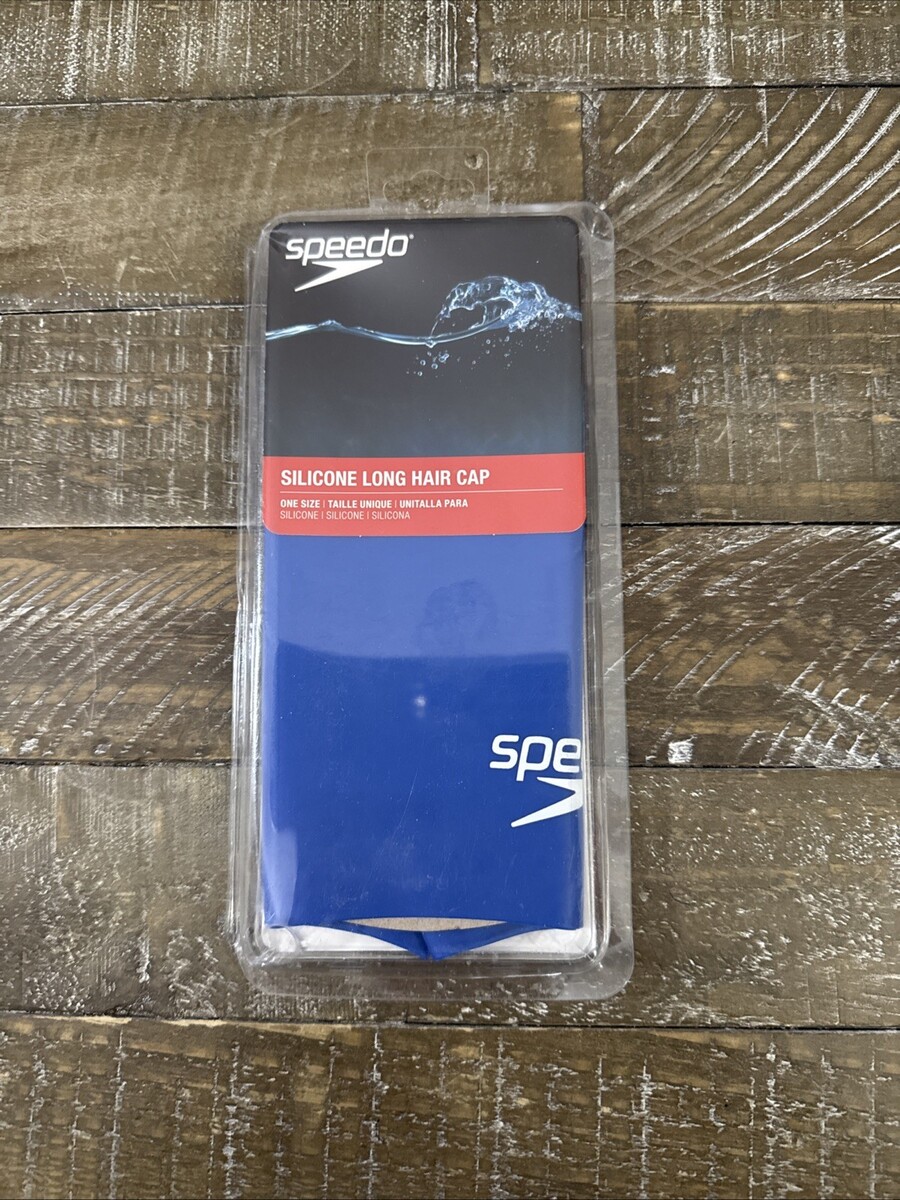 speedo®
SILICONE LONG HAIR CAP
ONE SIZE | TAILLE UNIQUE | UNITALLA PARA
SILICONE | SILICONE | SILICONA
spe